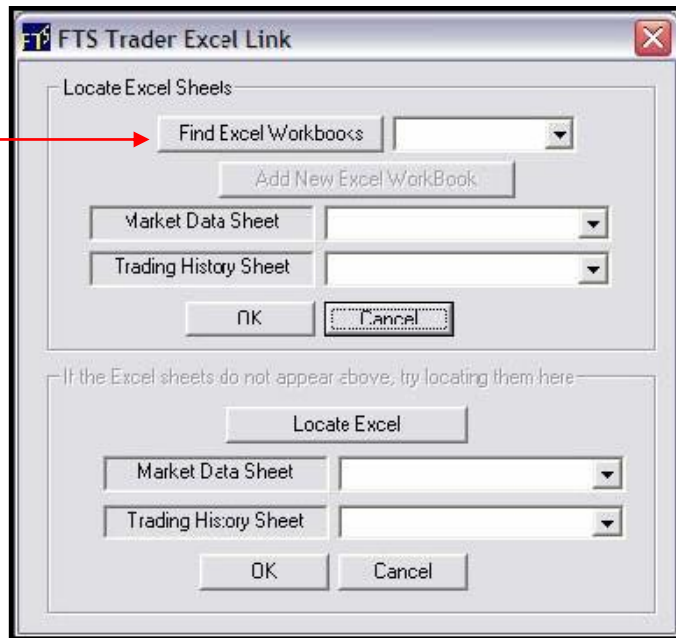 FTS FTS Trader Excel Link
Locate Excel Sheets
Find Excel Workbooks
Add New Excel WorkBook
Market Data Sheet
Trading History Sheet
OK Cancel
If the Excel sheets do not appear above, try locating them here
Locate Excel
Market Data Sheet
Trading History Sheet
OK Cancel